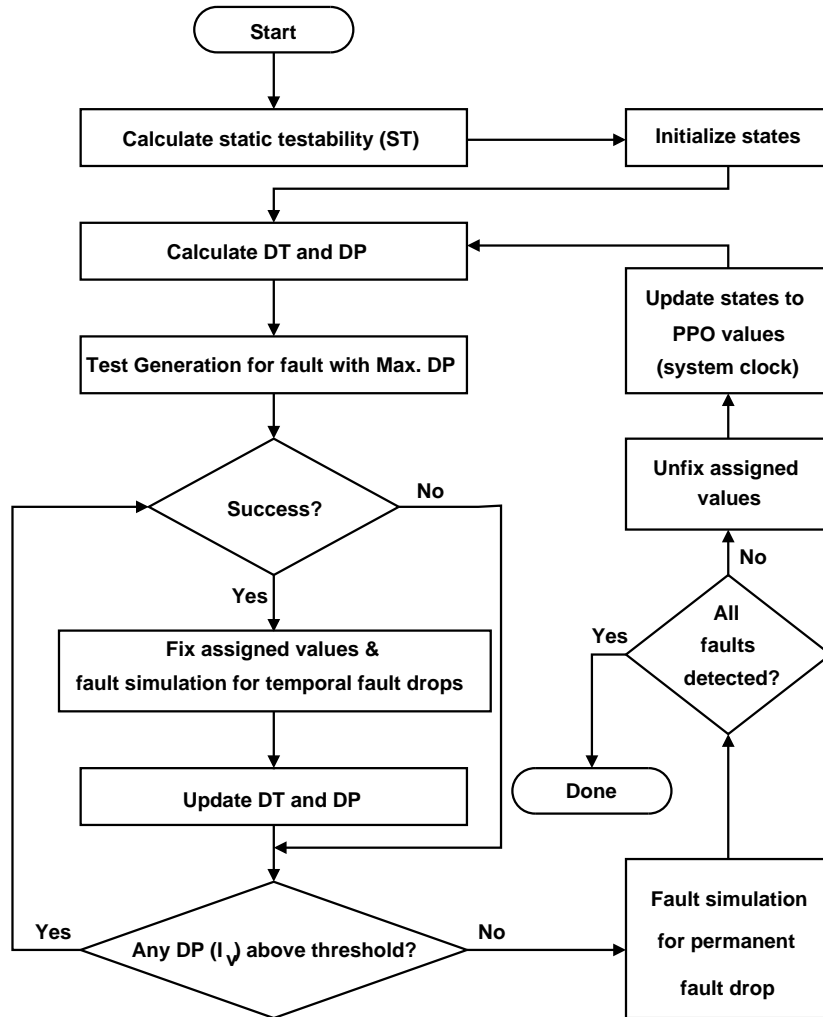 Start
Calculate static testability (ST)
Initialize states
Calculate DT and DP
Update states to
PPO values
(system clock)
Test Generation for fault with Max. DP
Success?
No
Yes
Unfix assigned
values
No
Fix assigned values &
fault simulation for temporal fault drops
All
faults
detected?
Yes
Update DT and DP
Done
Any DP (I v) above threshold?
Yes
No
Fault simulation
for permanent
fault drop